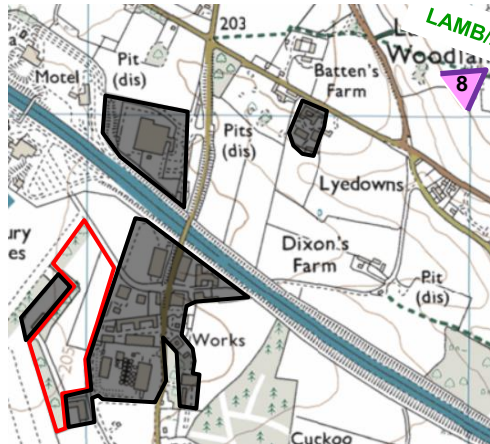 203
LAMB
Pit
(dis)
Woodla
Motel
Batten's
Farm
8
Pits
(dis)
Lyedowns
ury
es
Dixon's
Farm
Pit
(dis)
Works
205
Cuckoo